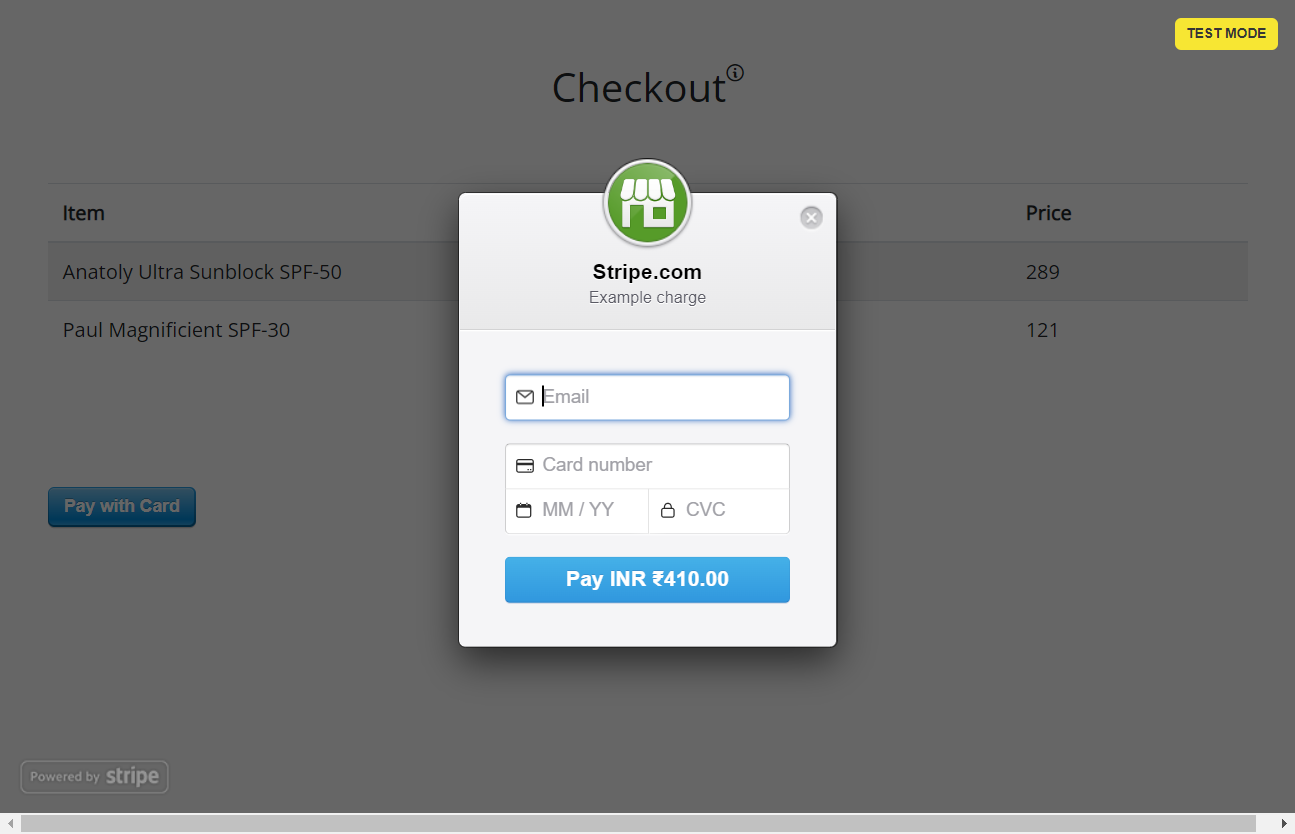 TEST MODE
Checkout
Item
Price
Anatoly Ultra Sunblock SPF-50
289
Paul Magnificient SPF-30
121
Stripe.com
Example charge
Email
Card number
MM / YY
CVC
Pay INR ₹410.00
Pay with Card
Powered by stripe